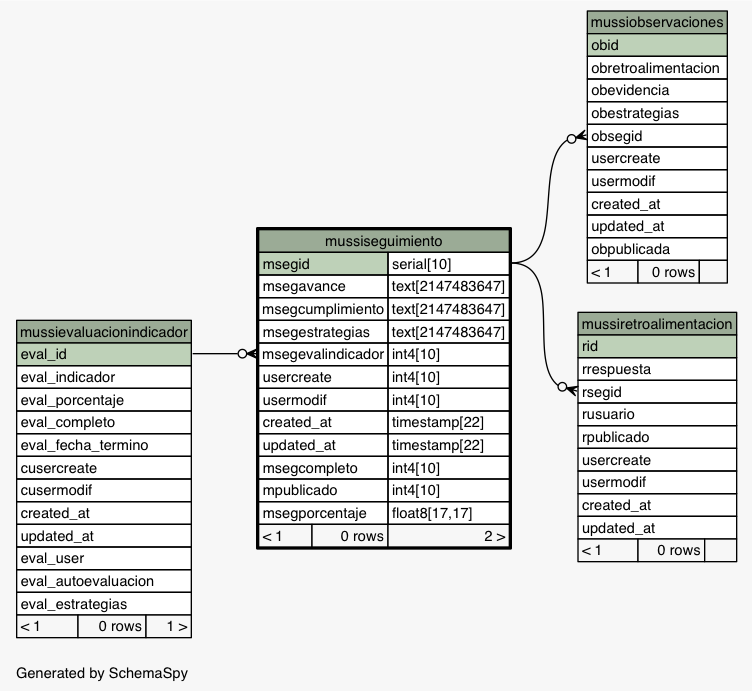 mussiobservaciones
obid
obretroalimentacion
obevidencia
obestrategias
obsegid
usercreate
usermodif
created_at
updated_at
obpublicada
< 1 0 rows
mussiseguimiento
msegid serial[10]
msegavance text[2147483647]
msegcumplimiento text[2147483647]
msegestrategias text[2147483647]
msegevalindicador int4[10]
usercreate int4[10]
usermodif int4[10]
created_at timestamp[22]
updated_at timestamp[22]
msegcompleto int4[10]
mpublicado int4[10]
msegporcentaje float8[17,17]
< 1 0 rows 2 >
mussiretroalimentacion
rid
rrespuesta
rsegid
rusuario
rpublicado
usercreate
usermodif
created_at
updated_at
< 1 0 rows
mussievaluacionindicador
eval_id
eval_indicador
eval_porcentaje
eval_completo
eval_fecha_termino
cusercreate
cusermodif
created_at
updated_at
eval_user
eval_autoevaluacion
eval_estrategias
< 1 0 rows 1 >
Generated by SchemaSpy